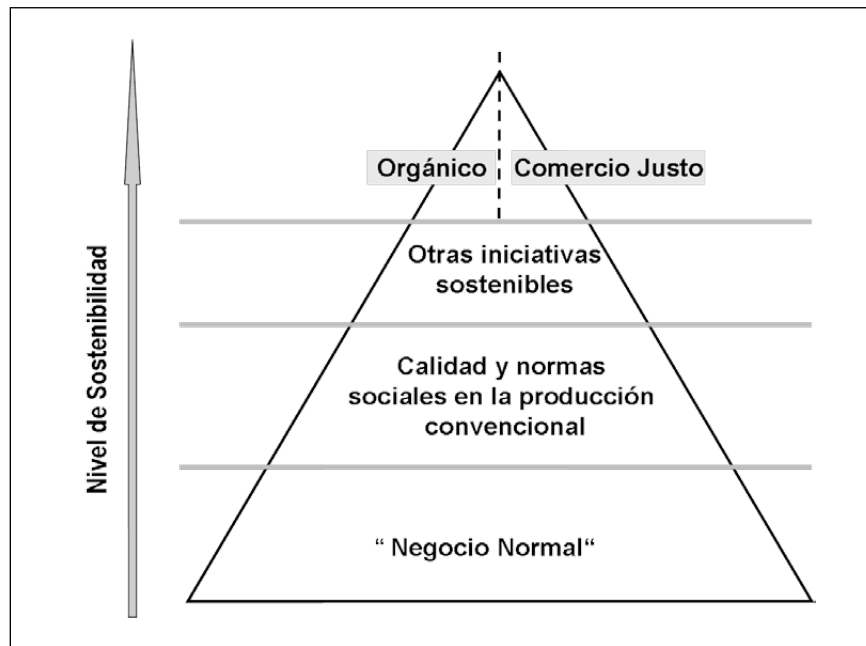 Orgánico
Comercio Justo
Otras iniciativas
sostenibles
Calidad y normas
sociales en la producción
convencional
“ Negocio Normal“
Nivel de Sostenibilidad